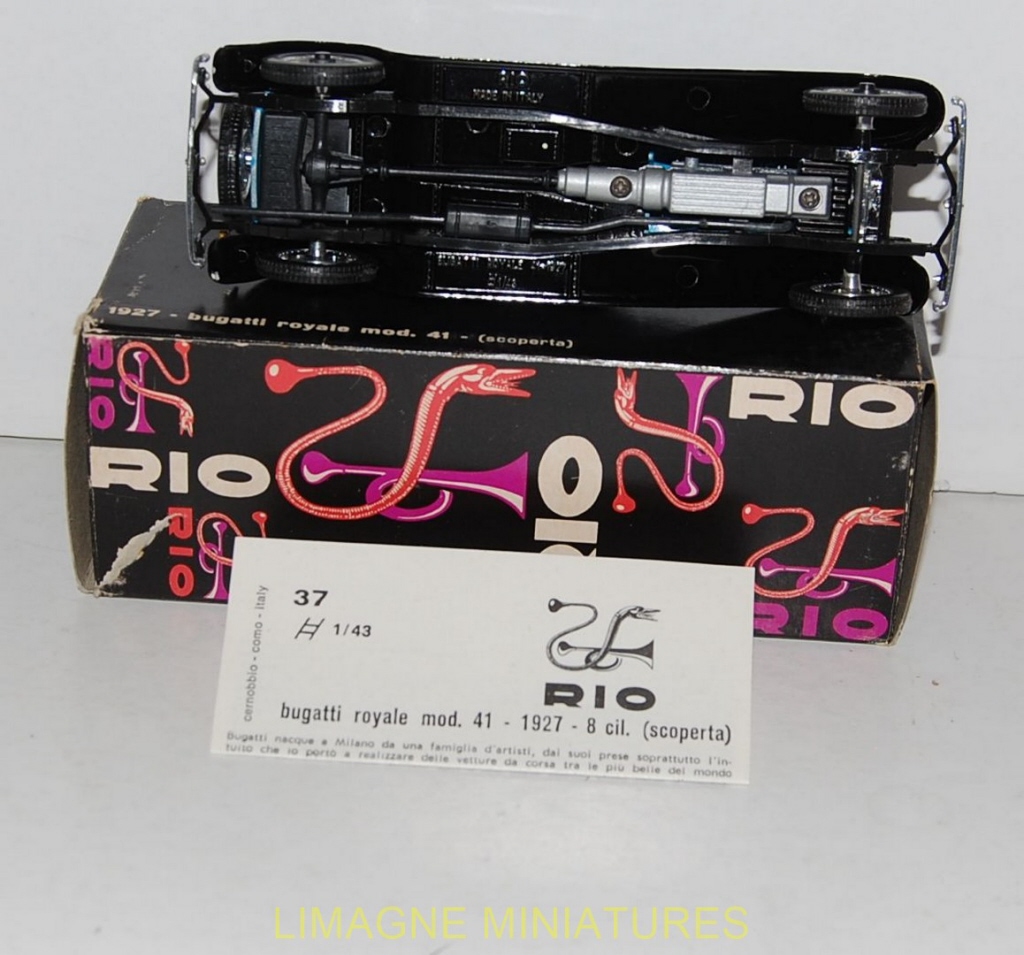 MADE IN ITALY
1927 - bugatti royale mod. 41 - (scoperta)
RIO
RIO
RIO
RIO
RIO
RIO
RIO
37
1/43
cernobbio - como - italy
RIO
bugatti royale mod. 41 - 1927 - 8 cil. (scoperta)
Bugatti nacque a Milano da una famiglia d'artisti, dai suoi prese soprattutto l'in-
tuito che lo portò a realizzare delle vetture da corsa tra le più belle del mondo
LIMAGNE MINIATURES